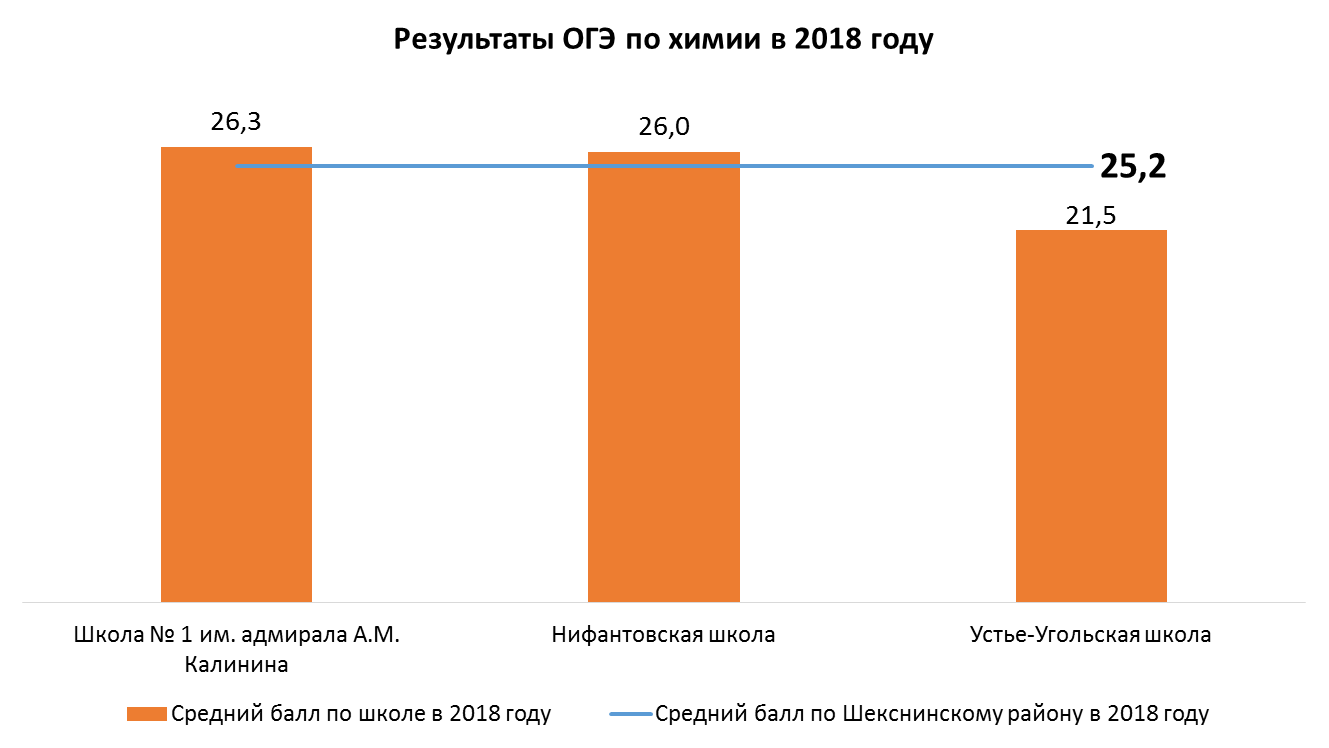 Результаты ОГЭ по химии в 2018 году
26,3
26,0
25,2
21,5
Школа № 1 им. адмирала А.М.
Калинина
Нифантовская школа
Устье-Угольская школа
Средний балл по школе в 2018 году
Средний балл по Шекснинскому району в 2018 году